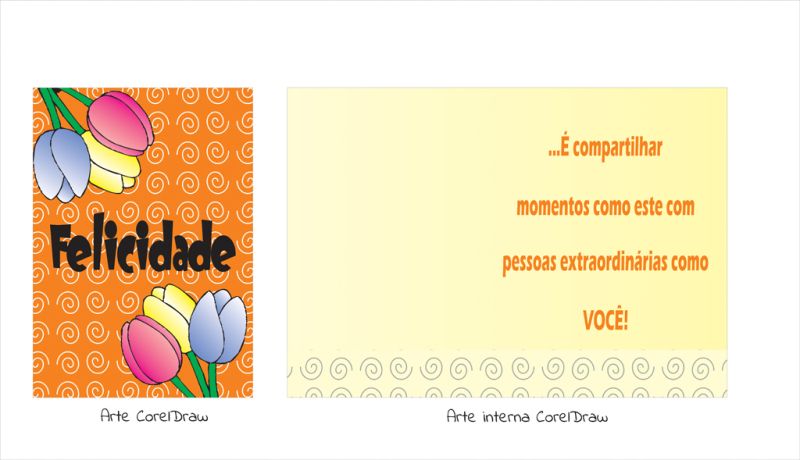 Felicidade
...É compartilhar
momentos como este com
pessoas extraordinárias como
VOCÊ!
Arte CorelDraw
Arte interna CorelDraw